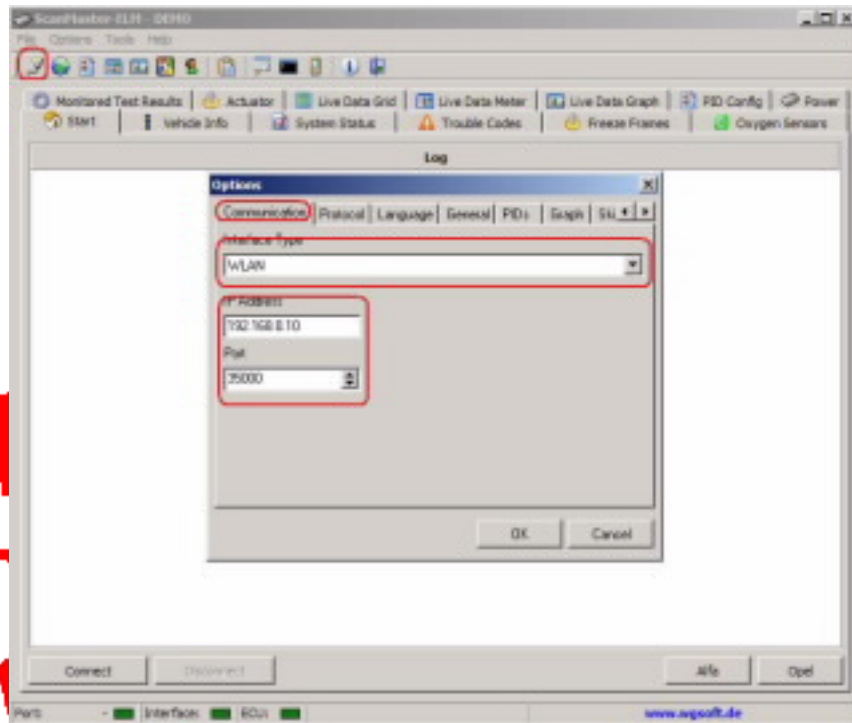 ScanMaster-ELM - DEMO
File Options Tools Help
Monitored Test Results Actuator Live Data Grid Live Data Meter Live Data Graph PID Config Power
Start Vehicle Info System Status Trouble Codes Freeze Frames Oxygen Sensors
Log
Options
Communication Protocol Language General PIDs Graph
Interface Type
WLAN
IP Address
192.168.0.10
Port
35000
OK Cancel
Connect Disconnect Alfa Opel
Port: - Interface: ECU: www.wgsoft.de